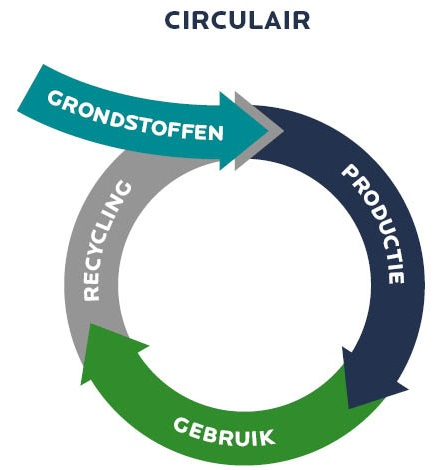 CIRCULAIR
GRONDSTOFFEN
PRODUCTIE
RECYCLING
GEBRUIK